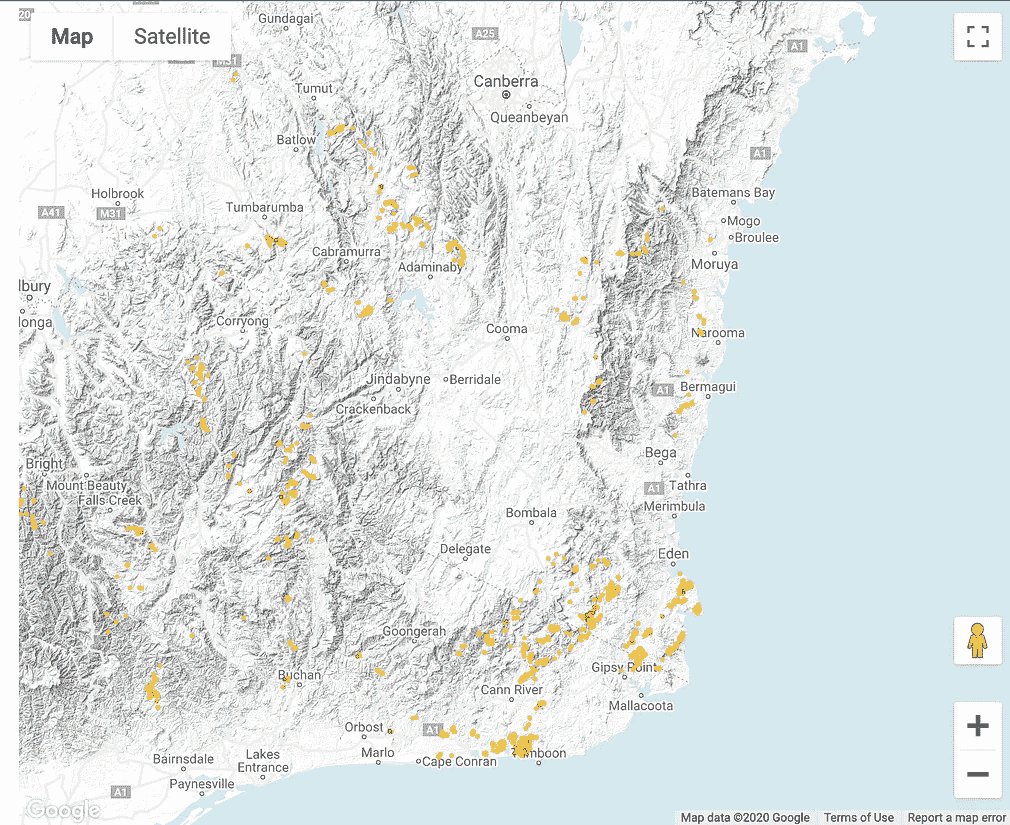 20
Gundagai
A25
Map
Satellite
A1
M31
Canberra
Tumut
Queanbeyan
Batlow
A1
Holbrook
Batemans Bay
A41
M31
Tumbarumba
Mogo
Broulee
Cabramurra
Moruya
Adaminaby
lbury
longa
Corryong
Cooma
Narooma
Jindabyne
Berridale
A1
Bermagui
Crackenback
Bega
Bright
Mount Beauty
Tathra
A1
Falls Creek
Merimbula
Bombala
Delegate
Eden
Goongerah
Gipsy Point
Buchan
Cann River
Mallacoota
Orbost
A1
Marlo
Bairnsdale
Lakes
Entrance
Cape Conran
Tamboon
Paynesville
A1
Google
Map data ©2020 Google
Terms of Use
Report a map error